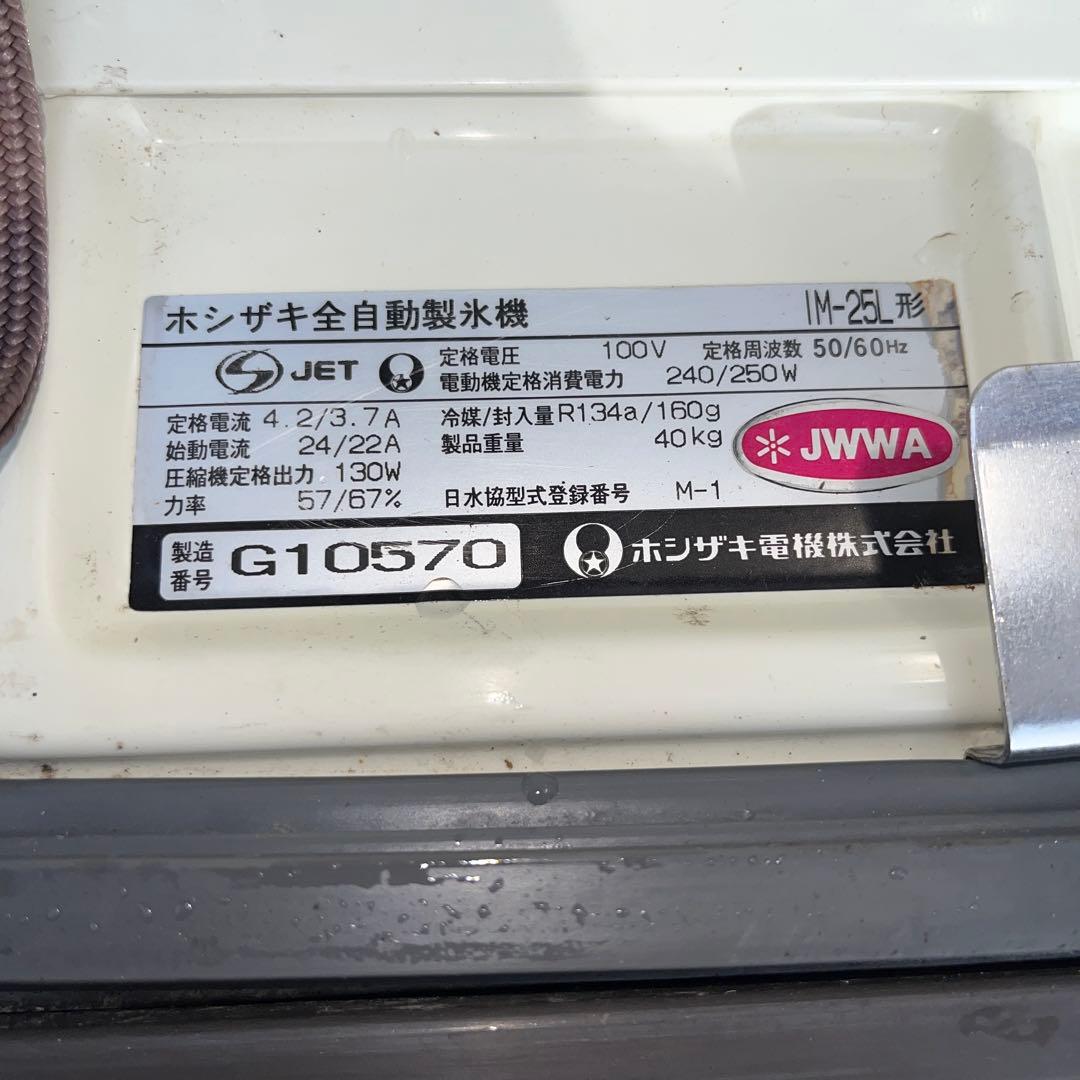 ホシザキ全自動製氷機 IM-25L形
JET 定格電圧 100V 定格周波数 50/60Hz
電動機定格消費電力 240/250W
定格電流 4.2/3.7A 冷媒/封入量 R134a/160g
始動電流 24/22A 製品重量 40kg
圧縮機定格出力 130W
力率 57/67% 日水協型式登録番号 M-1
JWWA
製造番号 G10570 ホシザキ電機株式会社